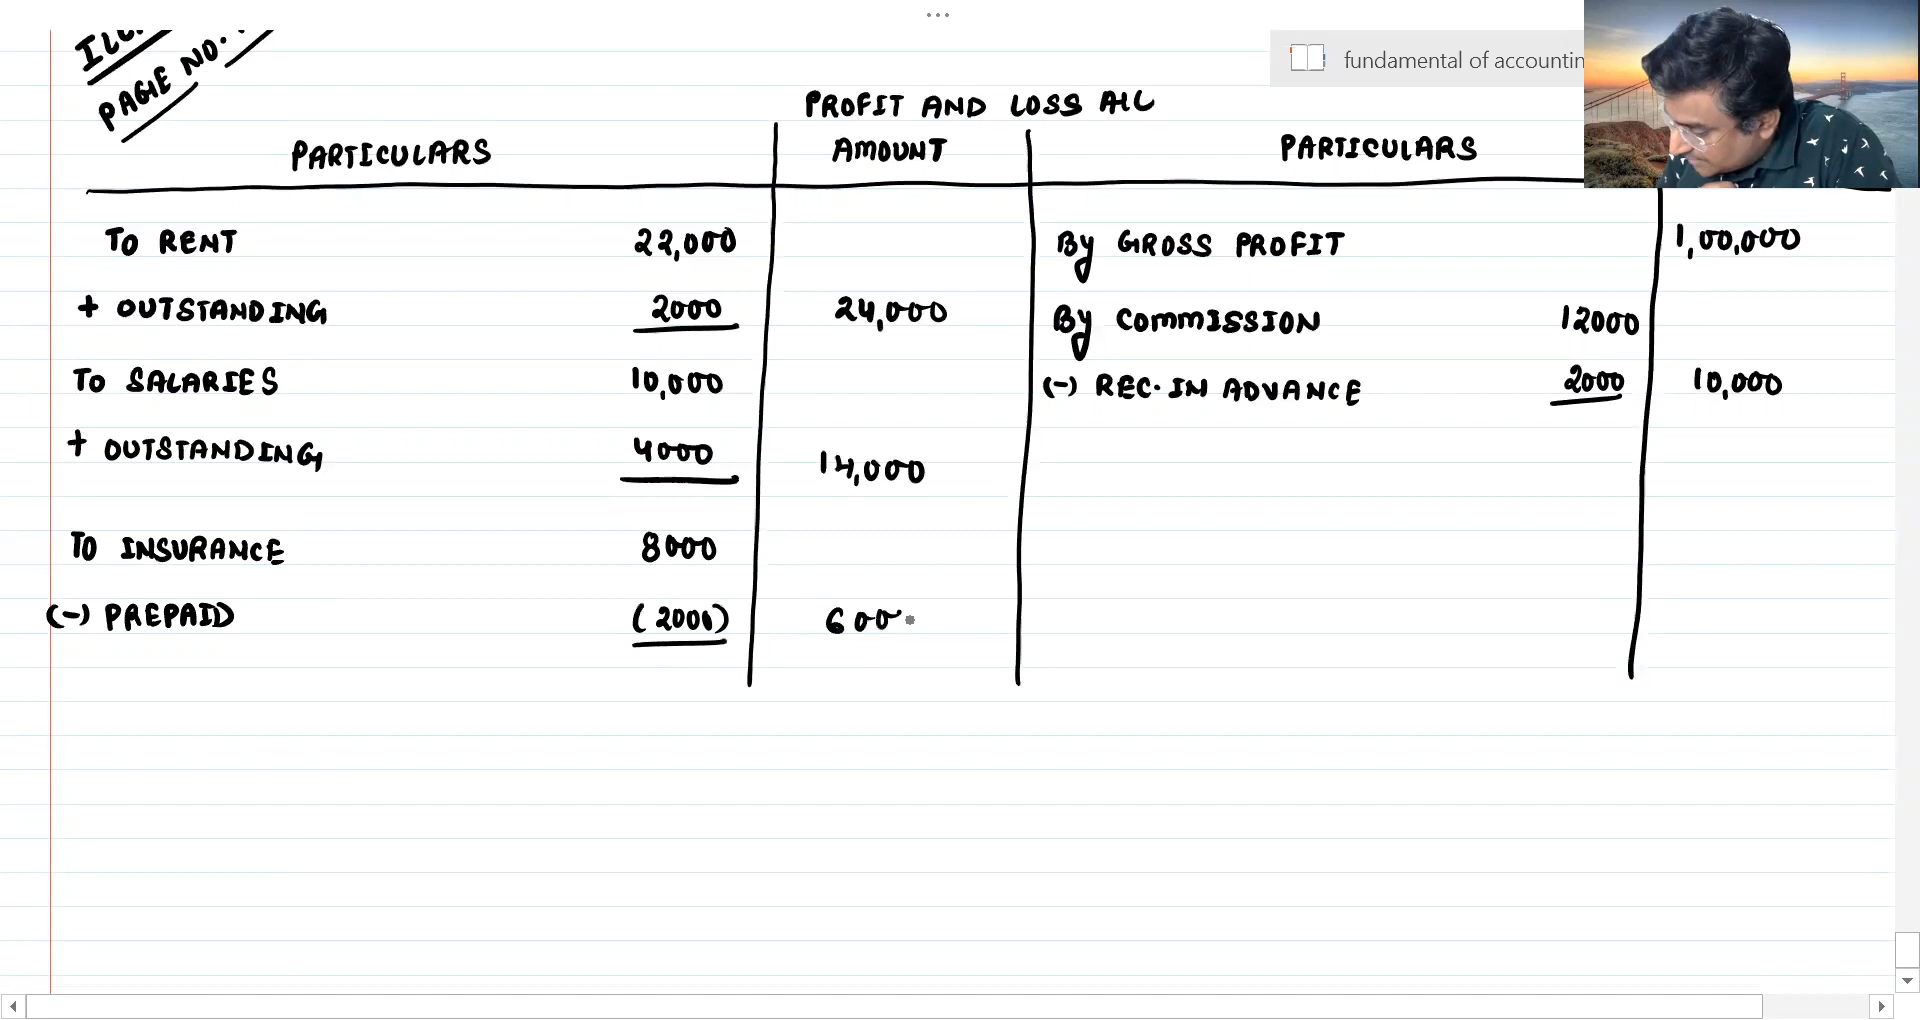 PAGE NO.
fundamental of accountin
PROFIT AND LOSS A/C
PARTICULARS AMOUNT PARTICULARS
TO RENT 22,000 By GROSS PROFIT 1,00,000
+ OUTSTANDING 2000 24,000 By COMMISSION 12000
TO SALARIES 10,000 (-) REC. IN ADVANCE 2000 10,000
+ OUTSTANDING 4000 14,000
TO INSURANCE 8000
(-) PREPAID (2000) 600